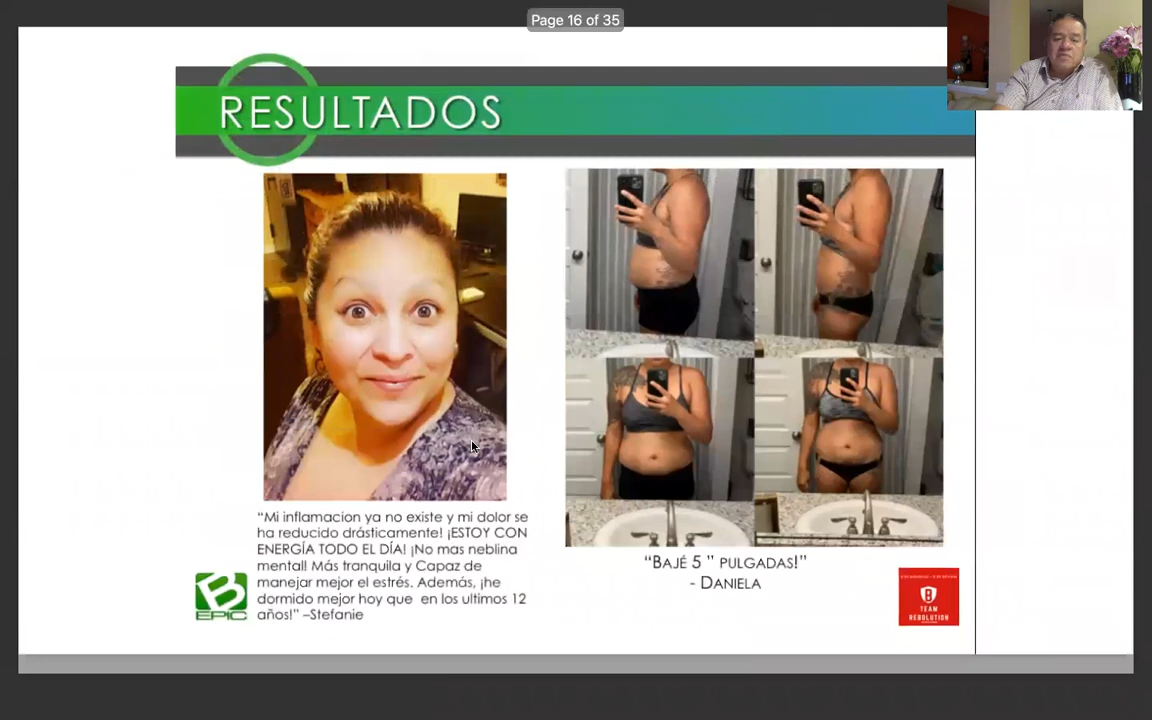 Page 16 of 35
RESULTADOS
“Mi inflamacion ya no existe y mi dolor se
ha reducido drásticamente! ¡ESTOY CON
ENERGÍA TODO EL DÍA! ¡No mas neblina
mental! Más tranquila y Capaz de
manejar mejor el estrés. Además, ¡he
dormido mejor hoy que en los ultimos 12
años!” –Stefanie
“BAJÉ 5 ” PULGADAS!”
- DANIELA
B
EPIC
TEAM
REBOLUTION